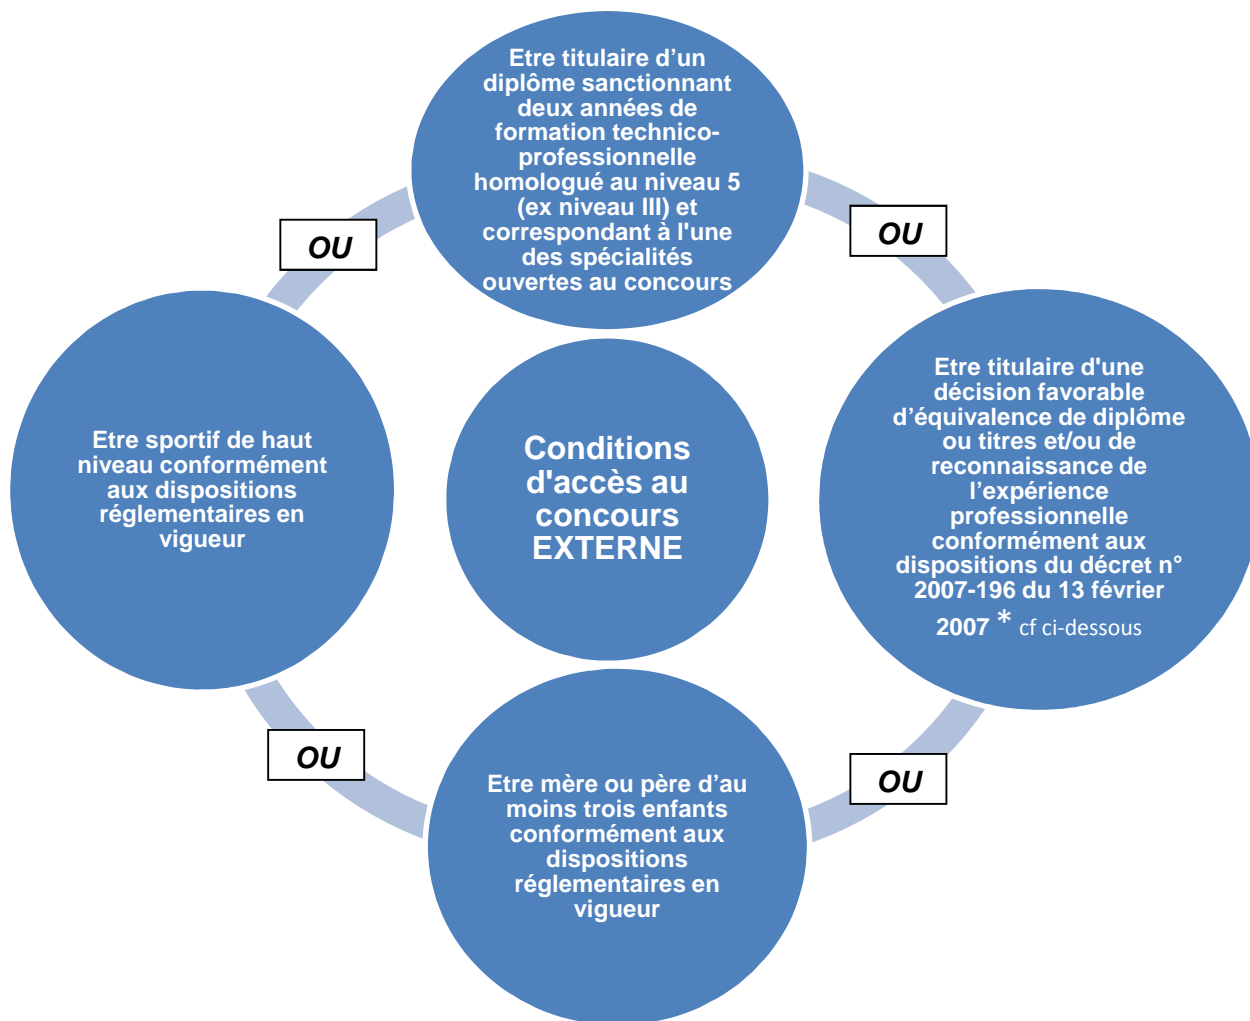 Etre titulaire d’un
diplôme sanctionnant
deux années de
formation technico-
professionnelle
homologué au niveau 5
(ex niveau III) et
correspondant à l'une
des spécialités
ouvertes au concours
OU
OU
Etre sportif de haut
niveau conformément
aux dispositions
réglementaires en
vigueur
Conditions
d'accès au
concours
EXTERNE
Etre titulaire d'une
décision favorable
d’équivalence de diplôme
ou titres et/ou de
reconnaissance de
l’expérience
professionnelle
conformément aux
dispositions du décret n°
2007-196 du 13 février
2007 * cf ci-dessous
OU
OU
Etre mère ou père d’au
moins trois enfants
conformément aux
dispositions
réglementaires en
vigueur